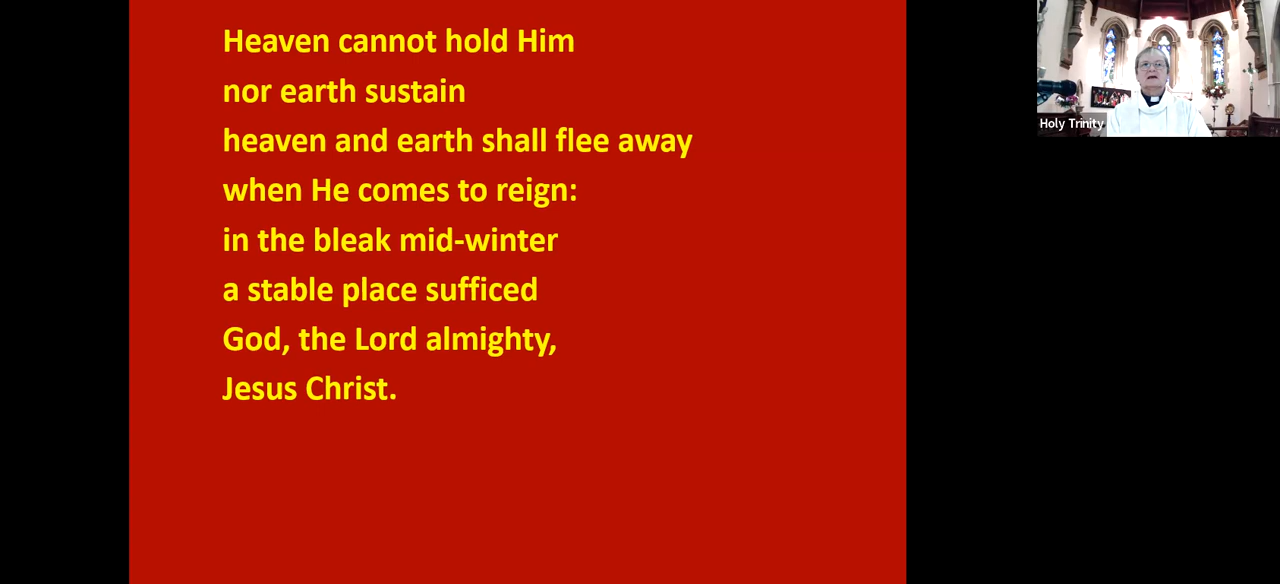 Heaven cannot hold Him
nor earth sustain
heaven and earth shall flee away
when He comes to reign:
in the bleak mid-winter
a stable place sufficed
God, the Lord almighty,
Jesus Christ.
Holy Trinity